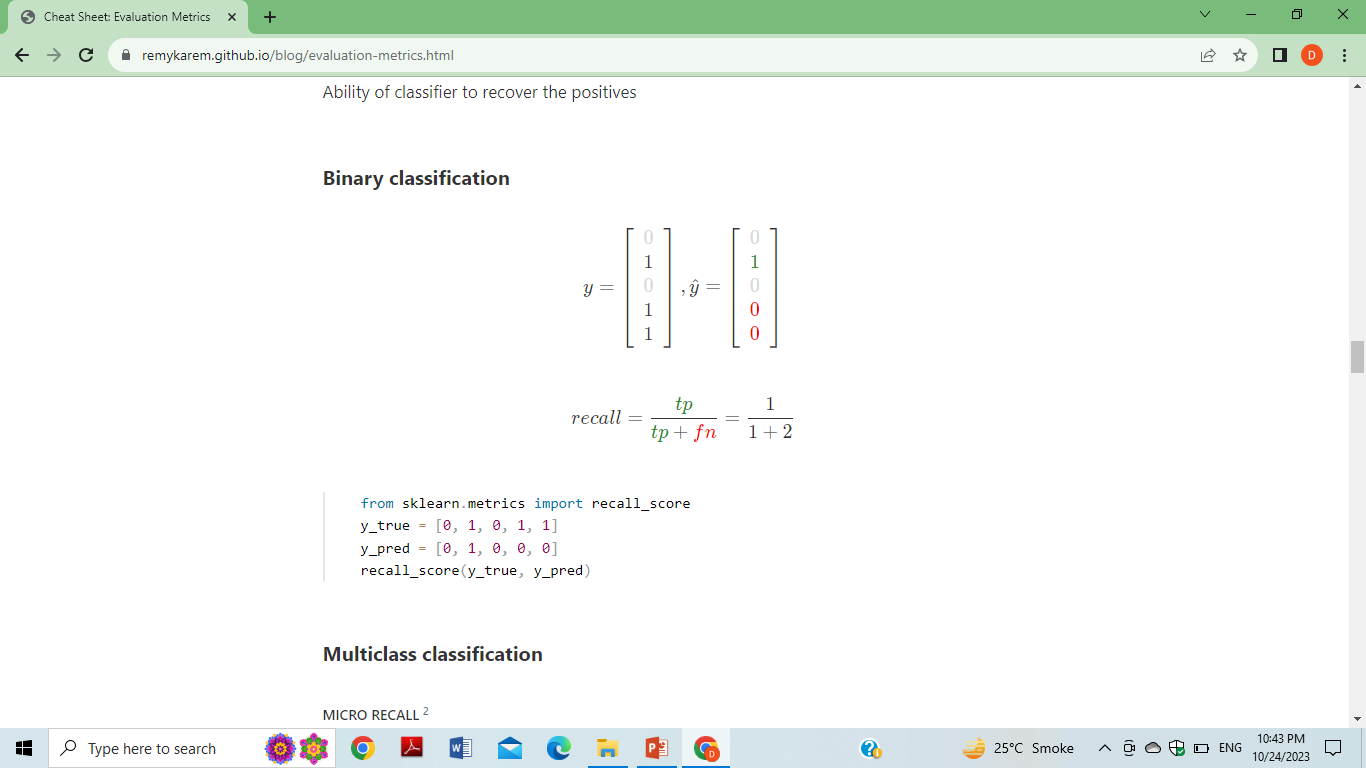 Cheat Sheet: Evaluation Metrics
remykarem.github.io/blog/evaluation-metrics.html
D
Ability of classifier to recover the positives
Binary classification
y = [0 1 0 1 1], ŷ = [0 1 0 0 0]
recall = tp / (tp + fn) = 1 / (1 + 2)
from sklearn.metrics import recall_score
y_true = [0, 1, 0, 1, 1]
y_pred = [0, 1, 0, 0, 0]
recall_score(y_true, y_pred)
Multiclass classification
MICRO RECALL 2
Type here to search
25°C Smoke
ENG
10:43 PM
10/24/2023